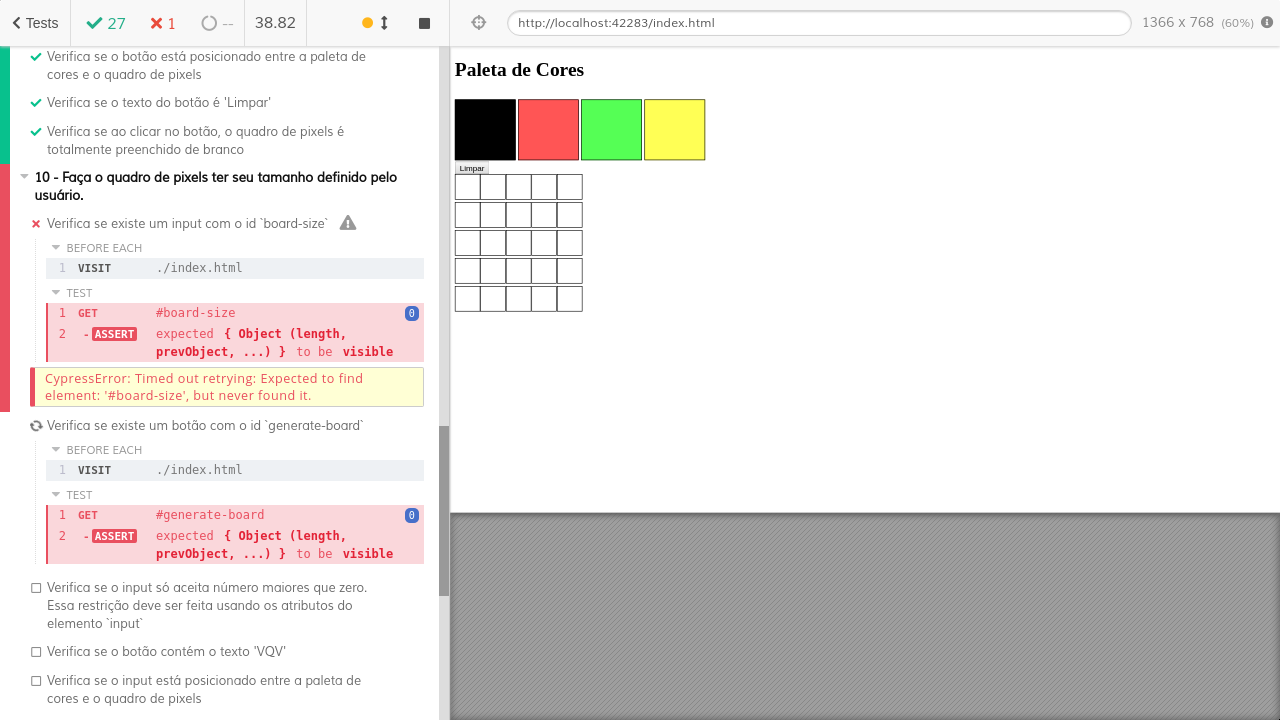 Tests
27
1
--
38.82
http://localhost:42283/index.html
1366 x 768 (60%)
Verifica se o botão está posicionado entre a paleta de
cores e o quadro de pixels
Verifica se o texto do botão é 'Limpar'
Verifica se ao clicar no botão, o quadro de pixels é
totalmente preenchido de branco
10 - Faça o quadro de pixels ter seu tamanho definido pelo
usuário.
Verifica se existe um input com o id `board-size`
BEFORE EACH
1 VISIT ./index.html
TEST
1 GET #board-size 0
2 -ASSERT expected { Object (length,
prevObject, ...) } to be visible
CypressError: Timed out retrying: Expected to find
element: '#board-size', but never found it.
Verifica se existe um botão com o id `generate-board`
BEFORE EACH
1 VISIT ./index.html
TEST
1 GET #generate-board 0
2 -ASSERT expected { Object (length,
prevObject, ...) } to be visible
Verifica se o input só aceita número maiores que zero.
Essa restrição deve ser feita usando os atributos do
elemento `input`
Verifica se o botão contém o texto 'VQV'
Verifica se o input está posicionado entre a paleta de
cores e o quadro de pixels
Paleta de Cores
Limpar